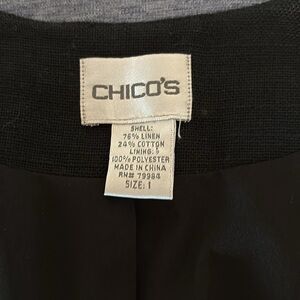 CHICO'S
SHELL:
76% LINEN
24% COTTON
LINING:
100% POLYESTER
MADE IN CHINA
RN# 79984
SIZE: 1